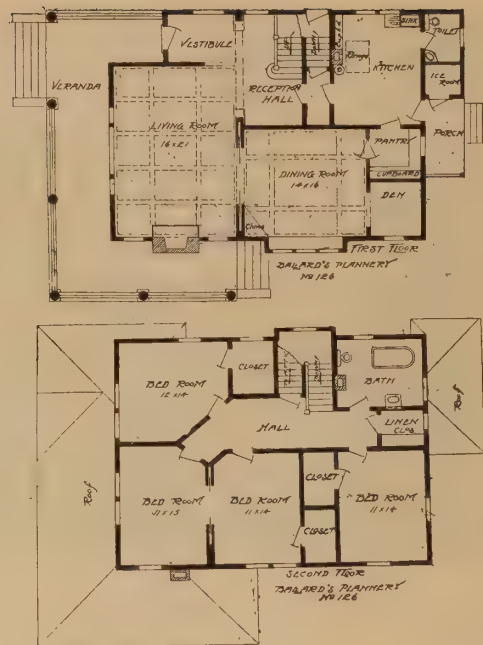 VESTIBULE
SINK
TOILET
Range
KITCHEN
ICE
ROOM
VERANDA
RECEPTION
HALL
LIVING ROOM
16 x 21
PANTRY
PORCH
DINING ROOM
14 x 16
CUPBOARD
DEN
China
FIRST FLOOR
BALLARD'S PLANNERY
No 126
BED ROOM
12 x 14
CLOSET
BATH
HALL
LINEN
CLOS.
Roof
Roof
BED ROOM
11 x 15
BED ROOM
11 x 14
CLOSET
CLOSET
BED ROOM
11 x 14
SECOND FLOOR
BALLARD'S PLANNERY
No 126